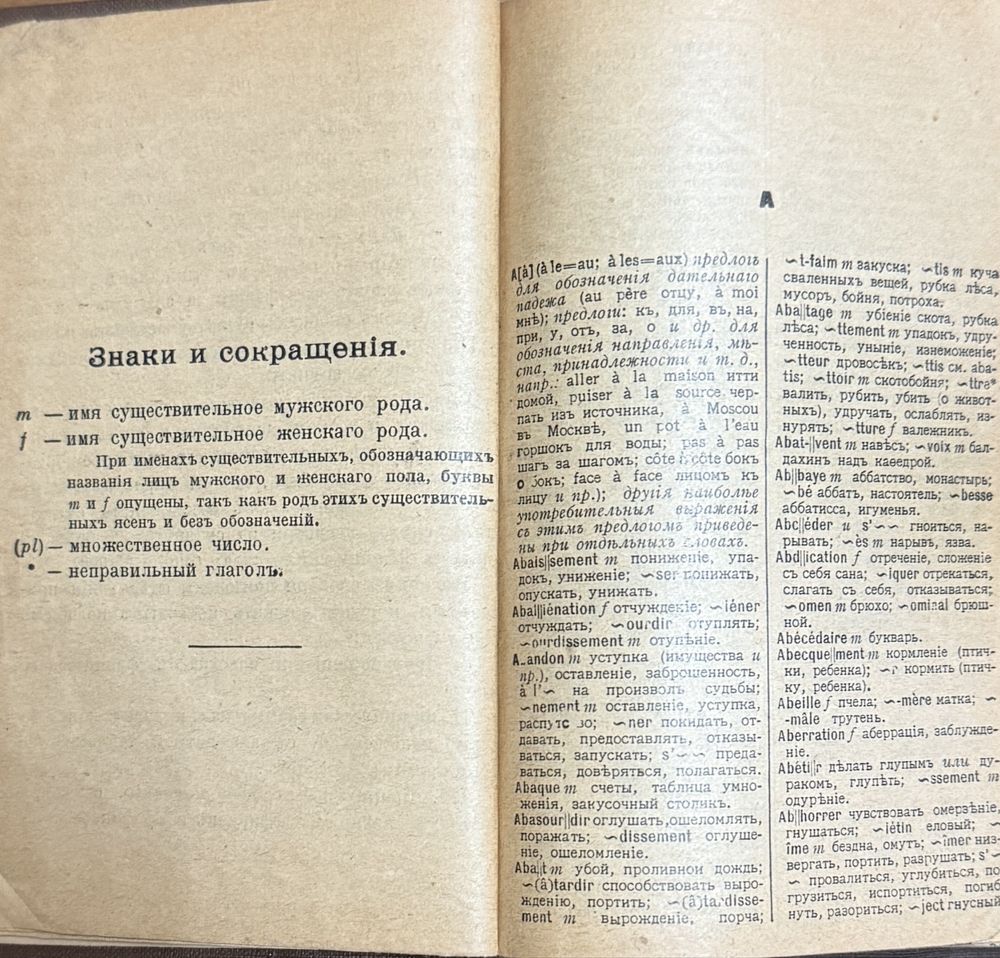 Знаки и сокращенія.
m — имя существительное мужского рода.
f — имя существительное женскаго рода.
При именахъ существительныхъ, обозначающихъ
названія лицъ мужского и женскаго пола, буквы
m и f опущены, такъ какъ родъ этихъ существитель-
ныхъ ясенъ и безъ обозначеній.
(pl) — множественное число.
* — неправильный глаголъ.
A
A[à] (à le=au; à les=aux) предлогъ
для обозначенія дательнаго
падежа (au père отцу, à moi
мнѣ); предлоги: къ, для, въ, на,
при, у, отъ, за, о и др. для
обозначенія направленія, мѣ-
ста, принадлежности и т. д.,
напр.: aller à la maison итти
домой, puiser à la source чер-
пать изъ источника, à Moscou
въ Москвѣ, un pot à l'eau
горшокъ для воды; pas à pas
шагъ за шагомъ; côte à côte бокъ
о бокъ; face à face лицомъ къ
лицу и пр.); другія наиболѣе
употребительныя выраженія
съ этимъ предлогомъ приведе-
ны при отдѣльныхъ словахъ.
Abais||sement m пониженіе, упа-
докъ, униженіе; ~ser понижать,
опускать, унижать.
Abal||iénation f отчужденіе; ~iéner
отчуждать; ~ourdir отуплять;
~ourdissement m отупѣніе.
m уступка (имущества и
пр.), оставленіе, заброшенность,
à l'~ на произволъ судьбы;
~nement m оставленіе, уступка,
~ner покидать, от-
давать, предоставлять, отказы-
ваться, запускать; s'~~ преда-
ваться, довѣряться, полагаться.
Abaque m счеты, таблица умно-
женія, закусочный столикъ.
Abasour||dir оглушать, ошеломлять,
поражать; ~dissement оглуше-
ніе, ошеломленіе.
Aba||t m убой, проливной дождь;
~(â)tardir способствовать выро-
жденію, портить; ~(â)tardisse-
ment m вырожденіе, порча;
~t-faim m закуска; ~tis m куча
сваленныхъ вещей, рубка лѣса,
мусоръ, бойня, потроха.
Aba||tage m убіеніе скота, рубка
лѣса; ~ttement m упадокъ, удру-
ченность, уныніе, изнеможеніе;
~tteur дровосѣкъ; ~ttis см. aba-
tis; ~ttoir m скотобойня; ~ttre*
валить, рубить, убить (о живот-
ныхъ), удручать, ослаблять, из-
нурять; ~tture f валежникъ.
Abat-||vent m навѣсъ; ~voix m бал-
дахинъ надъ каѳедрой.
Ab||baye m аббатство, монастырь;
~bé аббатъ, настоятель; ~besse
аббатисса, игуменья.
Abc||éder и s'~~ гноиться, на-
рывать; ~ès m нарывъ, язва.
Abd||ication f отреченіе, сложеніе
съ себя сана; ~iquer отрекаться,
слагать съ себя, отказываться;
~omen m брюхо; ~ominal брюш-
ной.
Abécédaire m букварь.
Abecque||ment m кормленіе (птич-
ки, ребенка); ~r кормить (птич-
ку, ребенка).
Abeille f пчела; ~-mère матка; ~
-mâle трутень.
Aberration f аберрація, заблужде-
ніе.
Abêti||r дѣлать глупымъ или ду-
ракомъ, глупѣть; ~ssement m
одурѣніе.
Ab||horrer чувствовать омерзѣніе,
гнушаться; ~iétin еловый; ~
îme m бездна, омутъ; ~îmer низ-
вергать, портить, разрушать; s'~
~ провалиться, углубиться, по
грузиться, испортиться, погиб
нуть, разориться; ~ject гнусный